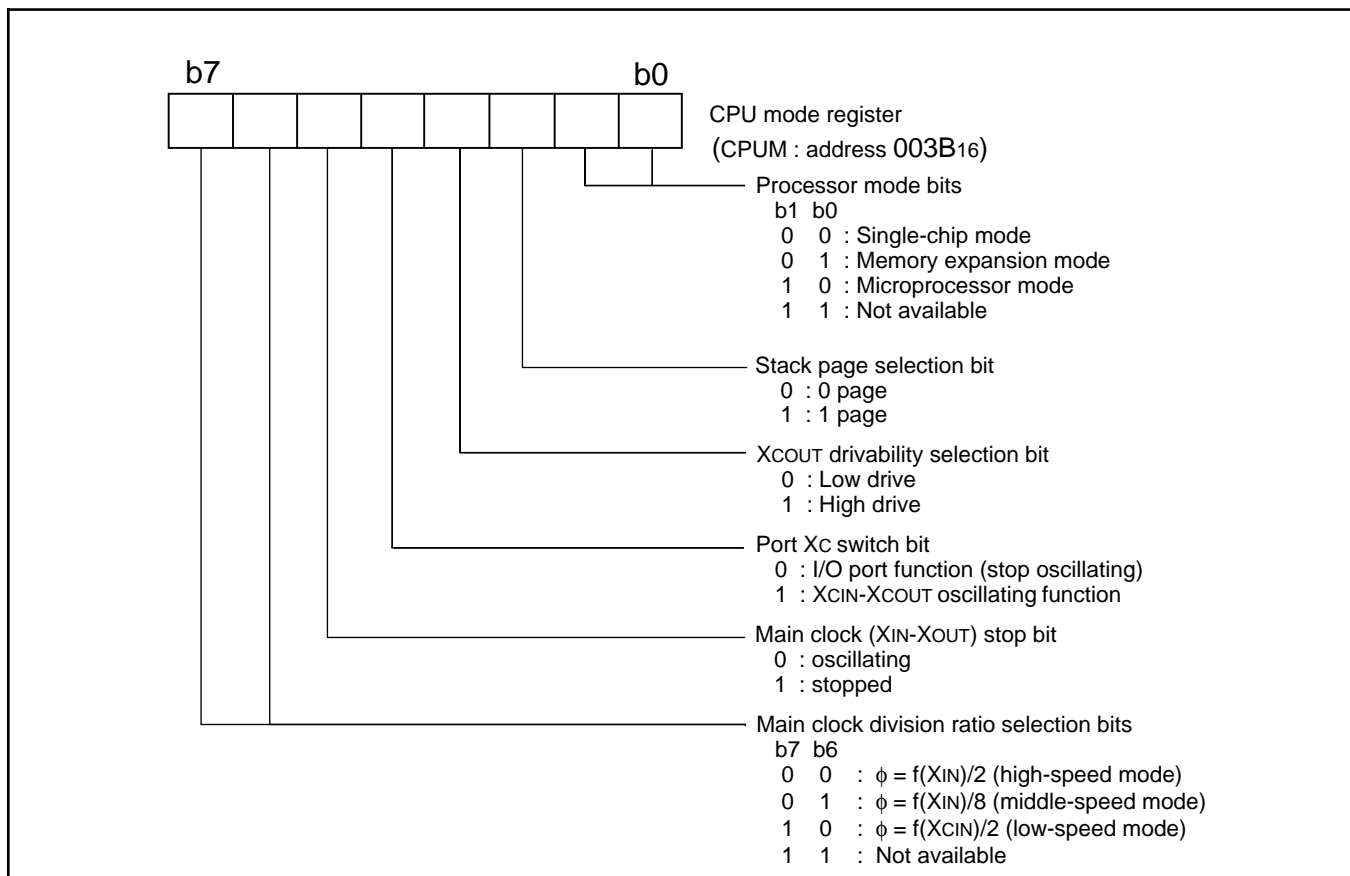 b7 b0
CPU mode register
(CPUM : address 003B16)
Processor mode bits
b1 b0
0 0 : Single-chip mode
0 1 : Memory expansion mode
1 0 : Microprocessor mode
1 1 : Not available
Stack page selection bit
0 : 0 page
1 : 1 page
XCOUT drivability selection bit
0 : Low drive
1 : High drive
Port XC switch bit
0 : I/O port function (stop oscillating)
1 : XCIN-XCOUT oscillating function
Main clock (XIN-XOUT) stop bit
0 : oscillating
1 : stopped
Main clock division ratio selection bits
b7 b6
0 0 : φ = f(XIN)/2 (high-speed mode)
0 1 : φ = f(XIN)/8 (middle-speed mode)
1 0 : φ = f(XCIN)/2 (low-speed mode)
1 1 : Not available